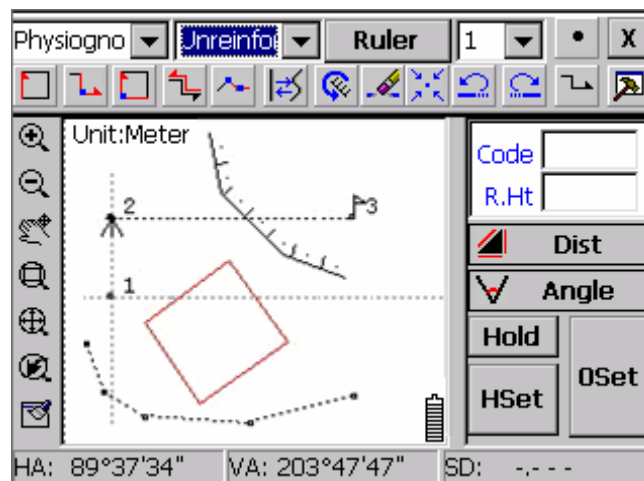 Physiogno Unreinfo Ruler 1 X
Unit:Meter
Code
R.Ht
2
3
Dist
1
Angle
Hold
0Set
HSet
HA: 89°37'34" VA: 203°47'47" SD: -.- - -